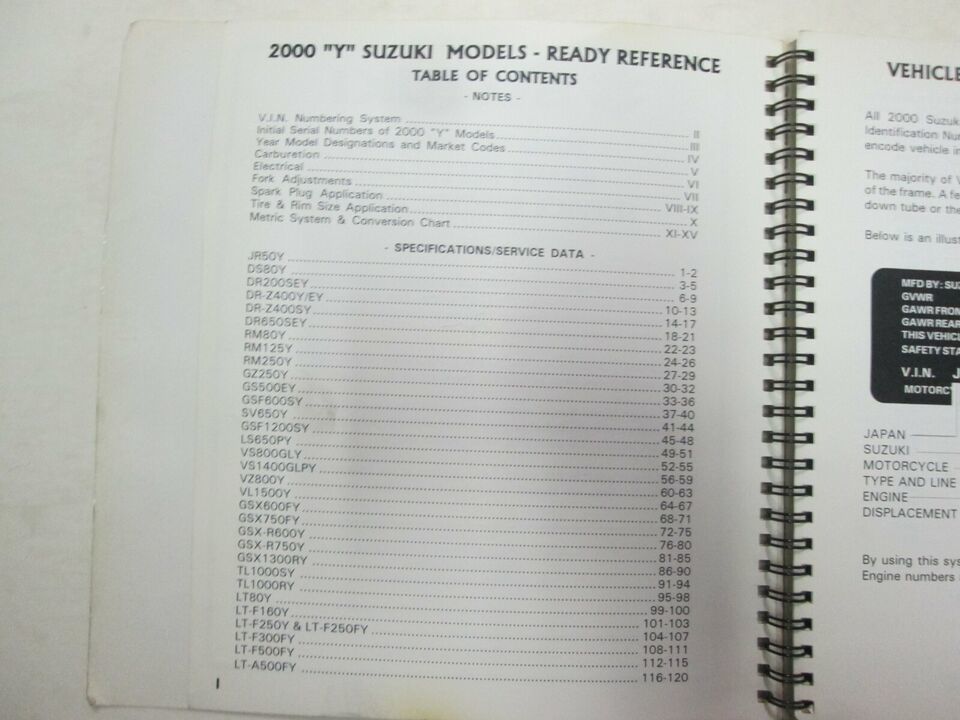 2000 "Y" SUZUKI MODELS - READY REFERENCE
TABLE OF CONTENTS
- NOTES -
V.I.N. Numbering System II
Initial Serial Numbers of 2000 "Y" Models III
Year Model Designations and Market Codes IV
Carburetion V
Electrical VI
Fork Adjustments VII
Spark Plug Application VIII-IX
Tire & Rim Size Application X
Metric System & Conversion Chart XI-XV
- SPECIFICATIONS/SERVICE DATA -
JR50Y 1-2
DS80Y 3-5
DR200SEY 6-9
DR-Z400Y/EY 10-13
DR-Z400SY 14-17
DR650SEY 18-21
RM80Y 22-23
RM125Y 24-26
RM250Y 27-29
GZ250Y 30-32
GS500EY 33-36
GSF600SY 37-40
SV650Y 41-44
GSF1200SY 45-48
LS650PY 49-51
VS800GLY 52-55
VS1400GLPY 56-59
VZ800Y 60-63
VL1500Y 64-67
GSX600FY 68-71
GSX750FY 72-75
GSX-R600Y 76-80
GSX-R750Y 81-85
GSX1300RY 86-90
TL1000SY 91-94
TL1000RY 95-98
LT80Y 99-100
LT-F160Y 101-103
LT-F250Y & LT-F250FY 104-107
LT-F300FY 108-111
LT-F500FY 112-115
LT-A500FY 116-120
I
VEHICLE
All 2000 Suzuk
Identification Nu
encode vehicle i
The majority of V
of the frame. A fe
down tube or the
Below is an illust
MFD BY: SUZ
GVWR
GAWR FRON
GAWR REAR
THIS VEHICL
SAFETY STA
V.I.N. J
MOTORC
JAPAN
SUZUKI
MOTORCYCLE
TYPE AND LINE
ENGINE
DISPLACEMENT
By using this sys
Engine numbers